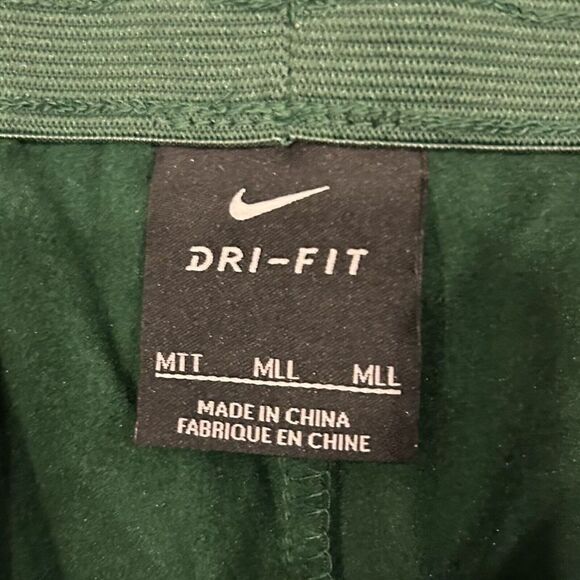 DRI-FIT
MTT MLL MLL
MADE IN CHINA
FABRIQUE EN CHINE